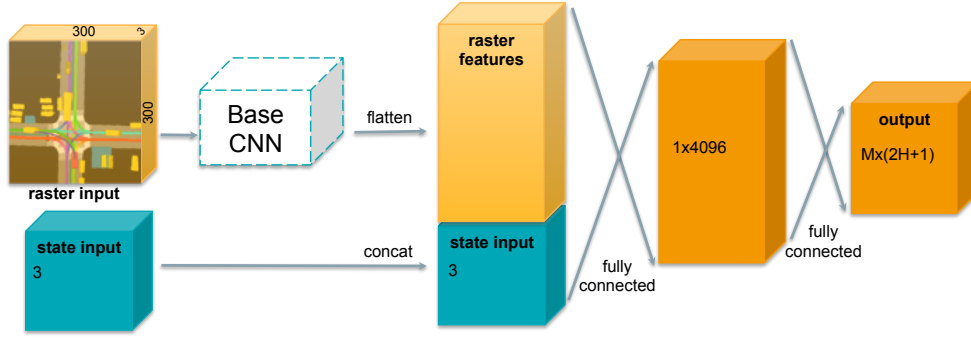 300
3
300
raster input
Base
CNN
flatten
raster
features
state input
3
concat
state input
3
fully
connected
1x4096
fully
connected
output
Mx(2H+1)